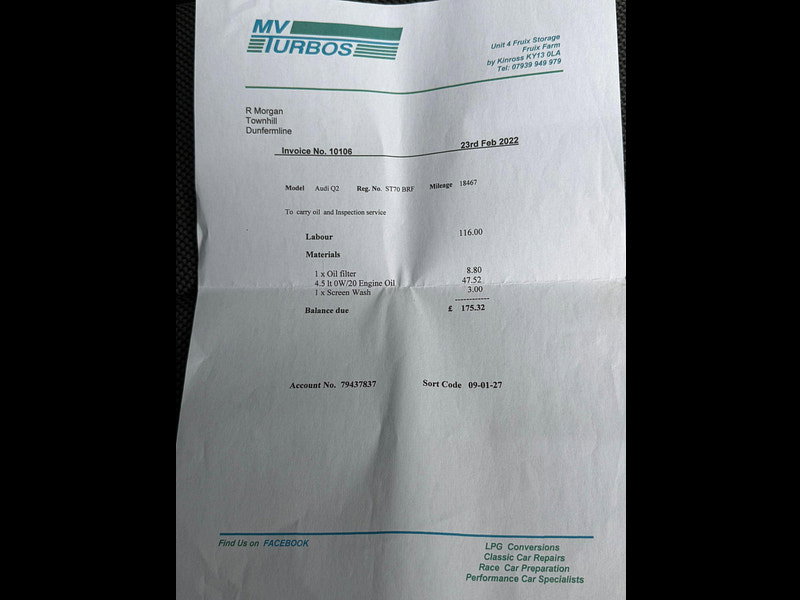 MV
TURBOS
Unit 4 Fruix Storage
Fruix Farm
by Kinross KY13 0LA
Tel: 07939 949 979
R Morgan
Townhill
Dunfermline
Invoice No. 10106 23rd Feb 2022
Model Audi Q2 Reg. No. ST70 BRF Mileage 18467
To carry oil and Inspection service
Labour 116.00
Materials
1 x Oil filter 8.80
4.5 lt 0W/20 Engine Oil 47.52
1 x Screen Wash 3.00
------------
Balance due £ 175.32
Account No. 79437837 Sort Code 09-01-27
Find Us on FACEBOOK
LPG Conversions
Classic Car Repairs
Race Car Preparation
Performance Car Specialists